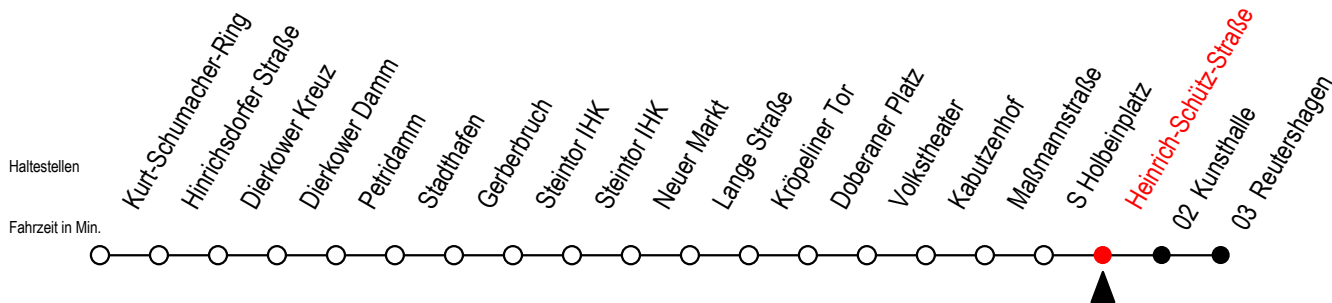 Haltestellen
Kurt-Schumacher-Ring
Hinrichsdorfer Straße
Dierkower Kreuz
Dierkower Damm
Petridamm
Stadthafen
Gerberbruch
Steintor IHK
Steintor IHK
Neuer Markt
Lange Straße
Kröpeliner Tor
Doberaner Platz
Volkstheater
Kabutzenhof
Maßmannstraße
S Holbeinplatz
Heinrich-Schütz-Straße
02 Kunsthalle
03 Reutershagen
Fahrzeit in Min.